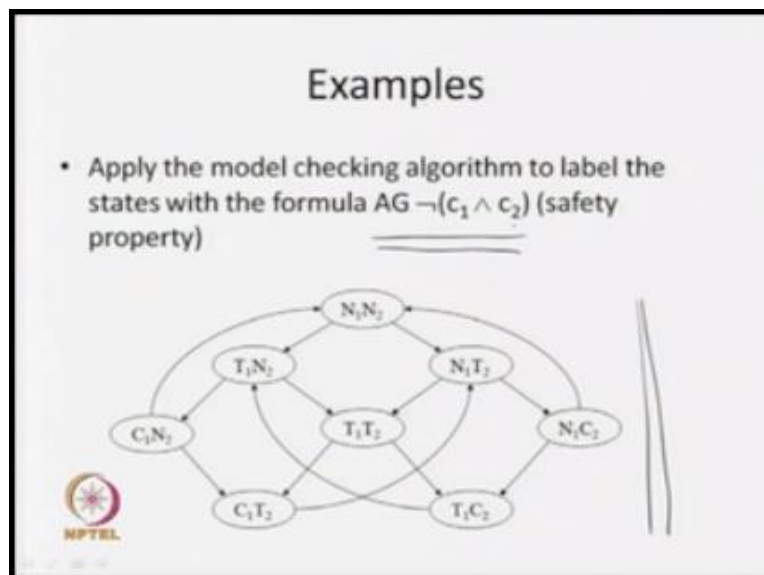 Examples
• Apply the model checking algorithm to label the
states with the formula AG ¬(c₁ ∧ c₂) (safety
property)
N₁N₂
T₁N₂
N₁T₂
C₁N₂
T₁T₂
N₁C₂
C₁T₂
T₁C₂
NPTEL